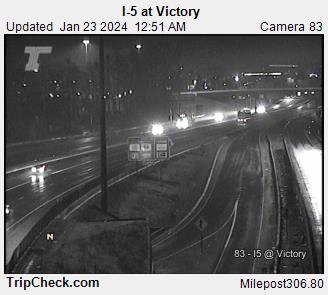 I-5 at Victory
Updated  Jan 23 2024  12:51 AM    Camera 83
N
83 - I5 @ Victory
TripCheck.com    Milepost306.80